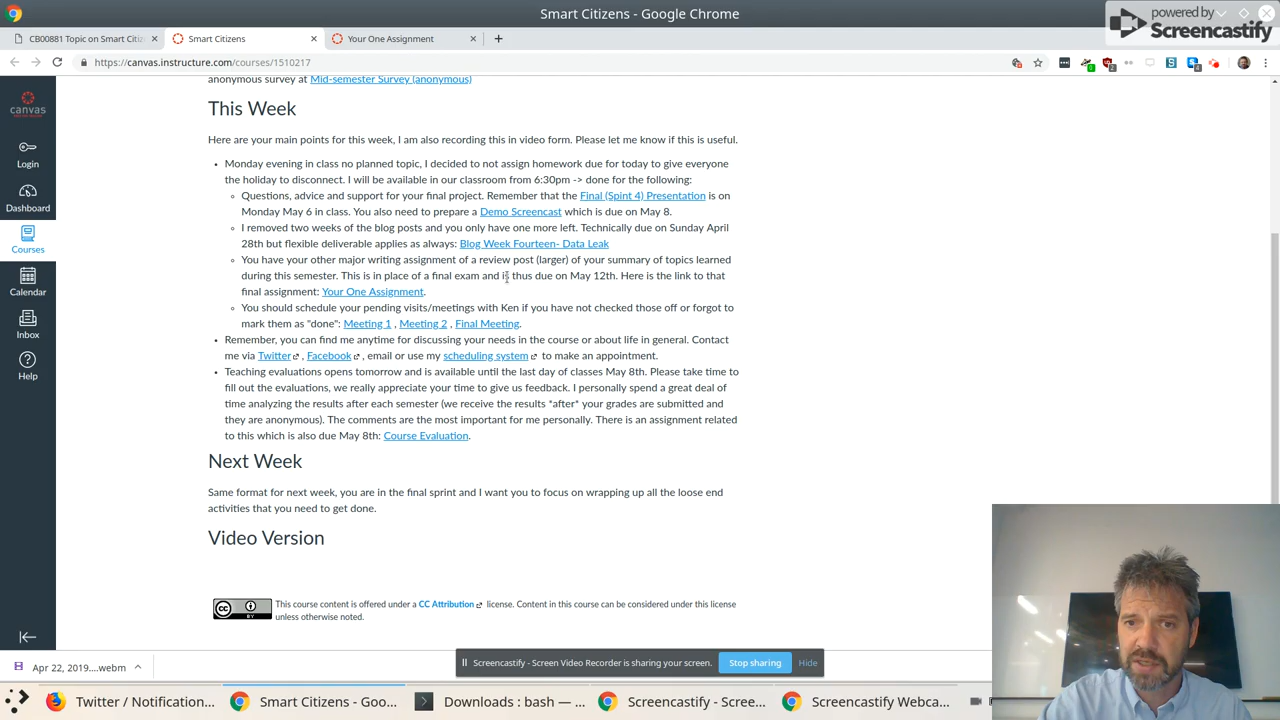 Smart Citizens - Google Chrome
powered by
Screencastify
CB00881 Topic on Smart Citiz
Smart Citizens
Your One Assignment
https://canvas.instructure.com/courses/1510217
canvas
Login
Dashboard
Courses
Calendar
Inbox
Help
anonymous survey at Mid-semester Survey (anonymous)
This Week
Here are your main points for this week, I am also recording this in video form. Please let me know if this is useful.
Monday evening in class no planned topic, I decided to not assign homework due for today to give everyone
the holiday to disconnect. I will be available in our classroom from 6:30pm -> done for the following:
Questions, advice and support for your final project. Remember that the Final (Spint 4) Presentation is on
Monday May 6 in class. You also need to prepare a Demo Screencast which is due on May 8.
I removed two weeks of the blog posts and you only have one more left. Technically due on Sunday April
28th but flexible deliverable applies as always: Blog Week Fourteen- Data Leak
You have your other major writing assignment of a review post (larger) of your summary of topics learned
during this semester. This is in place of a final exam and is thus due on May 12th. Here is the link to that
final assignment: Your One Assignment.
You should schedule your pending visits/meetings with Ken if you have not checked those off or forgot to
mark them as "done": Meeting 1 , Meeting 2 , Final Meeting.
Remember, you can find me anytime for discussing your needs in the course or about life in general. Contact
me via Twitter , Facebook , email or use my scheduling system to make an appointment.
Teaching evaluations opens tomorrow and is available until the last day of classes May 8th. Please take time to
fill out the evaluations, we really appreciate your time to give us feedback. I personally spend a great deal of
time analyzing the results after each semester (we receive the results *after* your grades are submitted and
they are anonymous). The comments are the most important for me personally. There is an assignment related
to this which is also due May 8th: Course Evaluation.
Next Week
Same format for next week, you are in the final sprint and I want you to focus on wrapping up all the loose end
activities that you need to get done.
Video Version
This course content is offered under a CC Attribution license. Content in this course can be considered under this license
unless otherwise noted.
Apr 22, 2019....webm
Screencastify - Screen Video Recorder is sharing your screen.
Stop sharing
Hide
Twitter / Notification...
Smart Citizens - Goo...
Downloads : bash — ...
Screencastify - Scree...
Screencastify Webca...